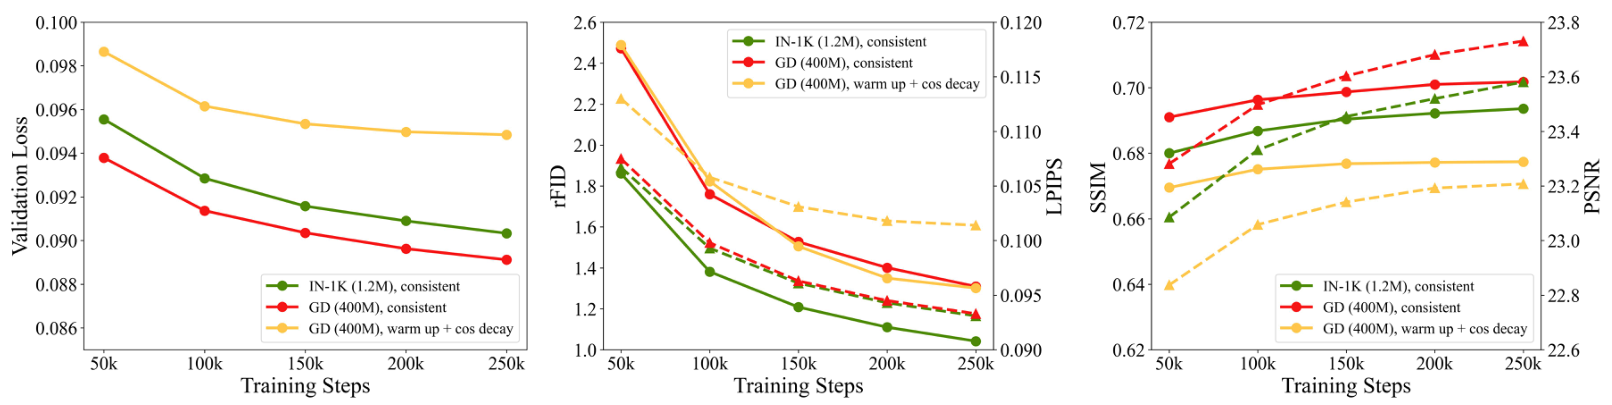 0.100
0.098
0.096
0.094
0.092
0.090
0.088
0.086
Validation Loss
50k 100k 150k 200k 250k
Training Steps
IN-1K (1.2M), consistent
GD (400M), consistent
GD (400M), warm up + cos decay
2.6
2.4
2.2
2.0
1.8
1.6
1.4
1.2
1.0
rFID
0.120
0.115
0.110
0.105
0.100
0.095
0.090
LPIPS
50k 100k 150k 200k 250k
Training Steps
IN-1K (1.2M), consistent
GD (400M), consistent
GD (400M), warm up + cos decay
0.72
0.70
0.68
0.66
0.64
0.62
SSIM
23.8
23.6
23.4
23.2
23.0
22.8
22.6
PSNR
50k 100k 150k 200k 250k
Training Steps
IN-1K (1.2M), consistent
GD (400M), consistent
GD (400M), warm up + cos decay